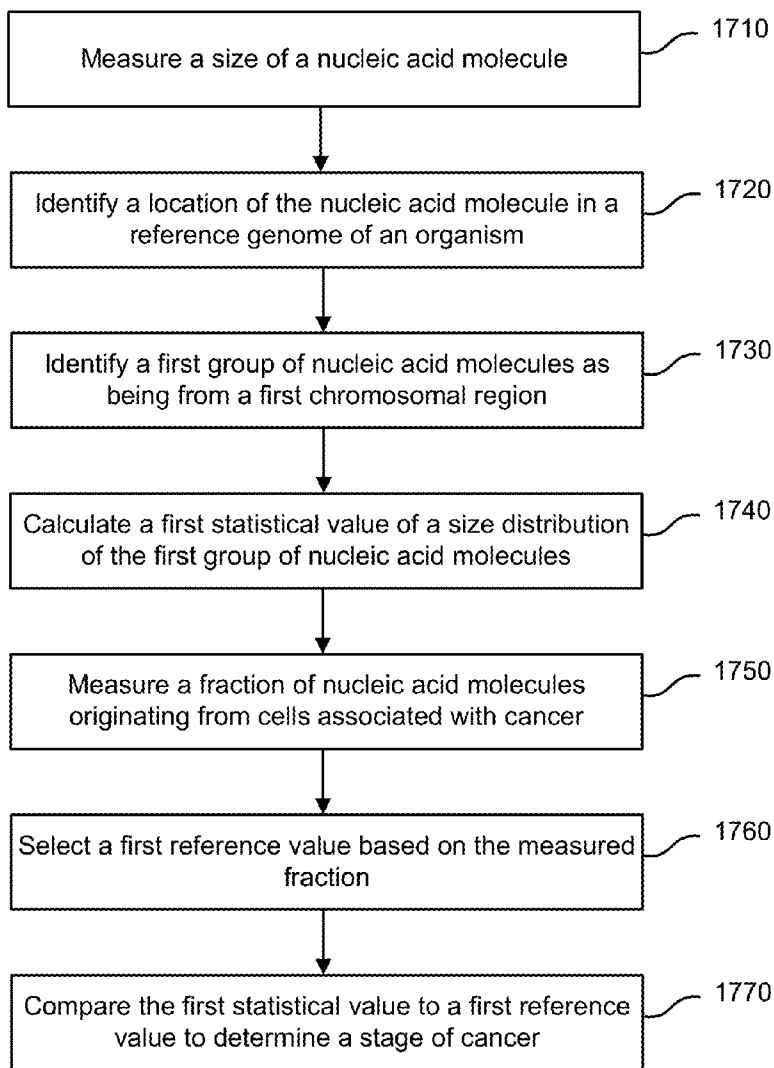 1710
Measure a size of a nucleic acid molecule
1720
Identify a location of the nucleic acid molecule in a
reference genome of an organism
1730
Identify a first group of nucleic acid molecules as
being from a first chromosomal region
1740
Calculate a first statistical value of a size distribution
of the first group of nucleic acid molecules
1750
Measure a fraction of nucleic acid molecules
originating from cells associated with cancer
1760
Select a first reference value based on the measured
fraction
1770
Compare the first statistical value to a first reference
value to determine a stage of cancer